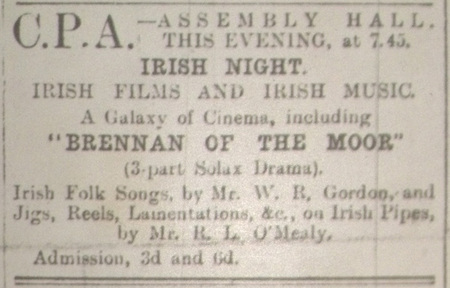 C.P.A.—ASSEMBLY HALL.
THIS EVENING, at 7.45.
IRISH NIGHT.
IRISH FILMS AND IRISH MUSIC.
A Galaxy of Cinema, including
"BRENNAN OF THE MOOR"
(3-part Solax Drama).
Irish Folk Songs, by Mr. W. R. Gordon, and
Jigs, Reels, Lamentations, &c., on Irish Pipes,
by Mr. R. L. O'Mealy.
Admission, 3d and 6d.